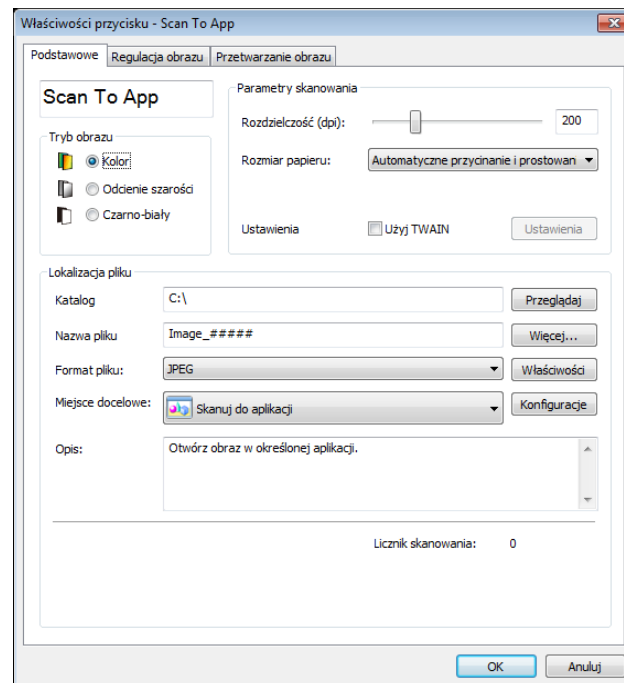 Właściwości przycisku - Scan To App
Podstawowe Regulacja obrazu Przetwarzanie obrazu
Scan To App
Tryb obrazu
Kolor
Odcienie szarości
Czarno-biały
Parametry skanowania
Rozdzielczość (dpi): 200
Rozmiar papieru: Automatyczne przycinanie i prostowan
Ustawienia Użyj TWAIN Ustawienia
Lokalizacja pliku
Katalog C:\ Przeglądaj
Nazwa pliku Image_##### Więcej...
Format pliku: JPEG Właściwości
Miejsce docelowe: Skanuj do aplikacji Konfiguracje
Opis: Otwórz obraz w określonej aplikacji.
Licznik skanowania: 0
OK Anuluj